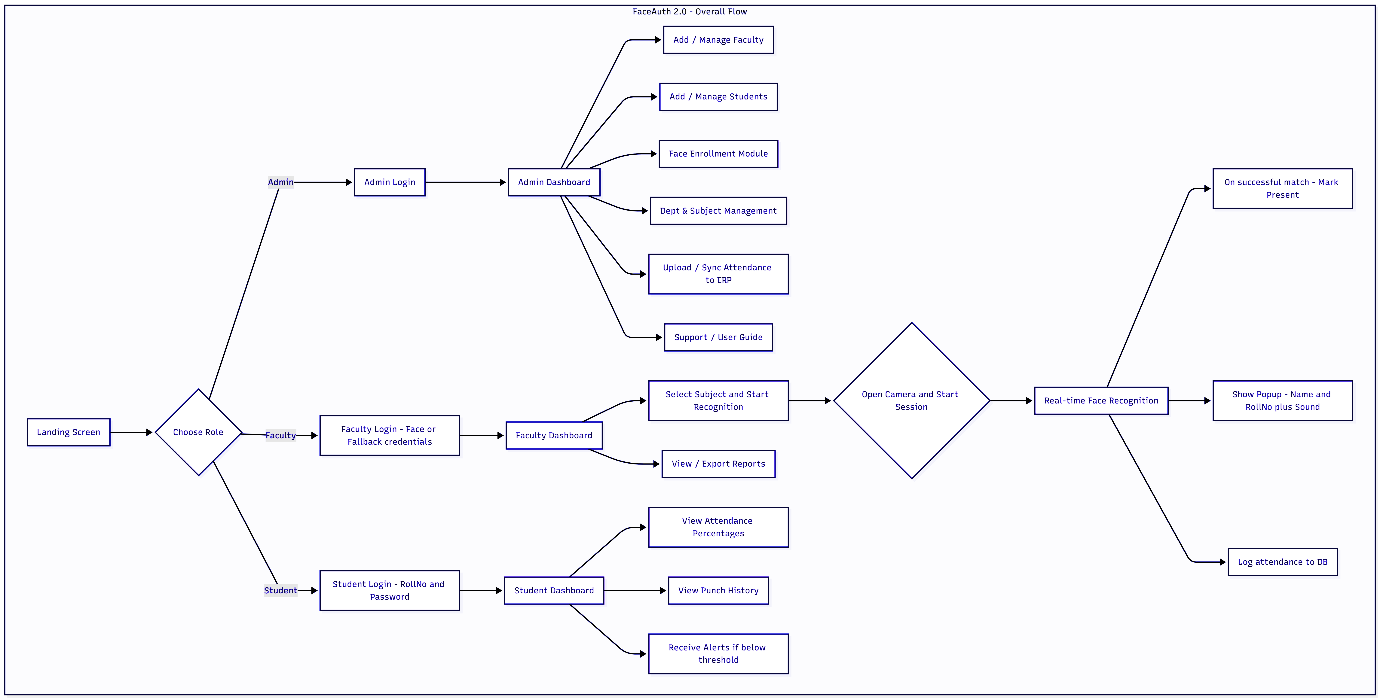 FaceAuth 2.0 - Overall Flow
Landing Screen
Choose Role
Admin
Admin Login
Admin Dashboard
Add / Manage Faculty
Add / Manage Students
Face Enrollment Module
Dept & Subject Management
Upload / Sync Attendance
to ERP
Support / User Guide
Faculty
Faculty Login - Face or
Fallback credentials
Faculty Dashboard
Select Subject and Start
Recognition
View / Export Reports
Open Camera and Start
Session
Real-time Face Recognition
On successful match - Mark
Present
Show Popup - Name and
RollNo plus Sound
Log attendance to DB
Student
Student Login - RollNo and
Password
Student Dashboard
View Attendance
Percentages
View Punch History
Receive Alerts if below
threshold